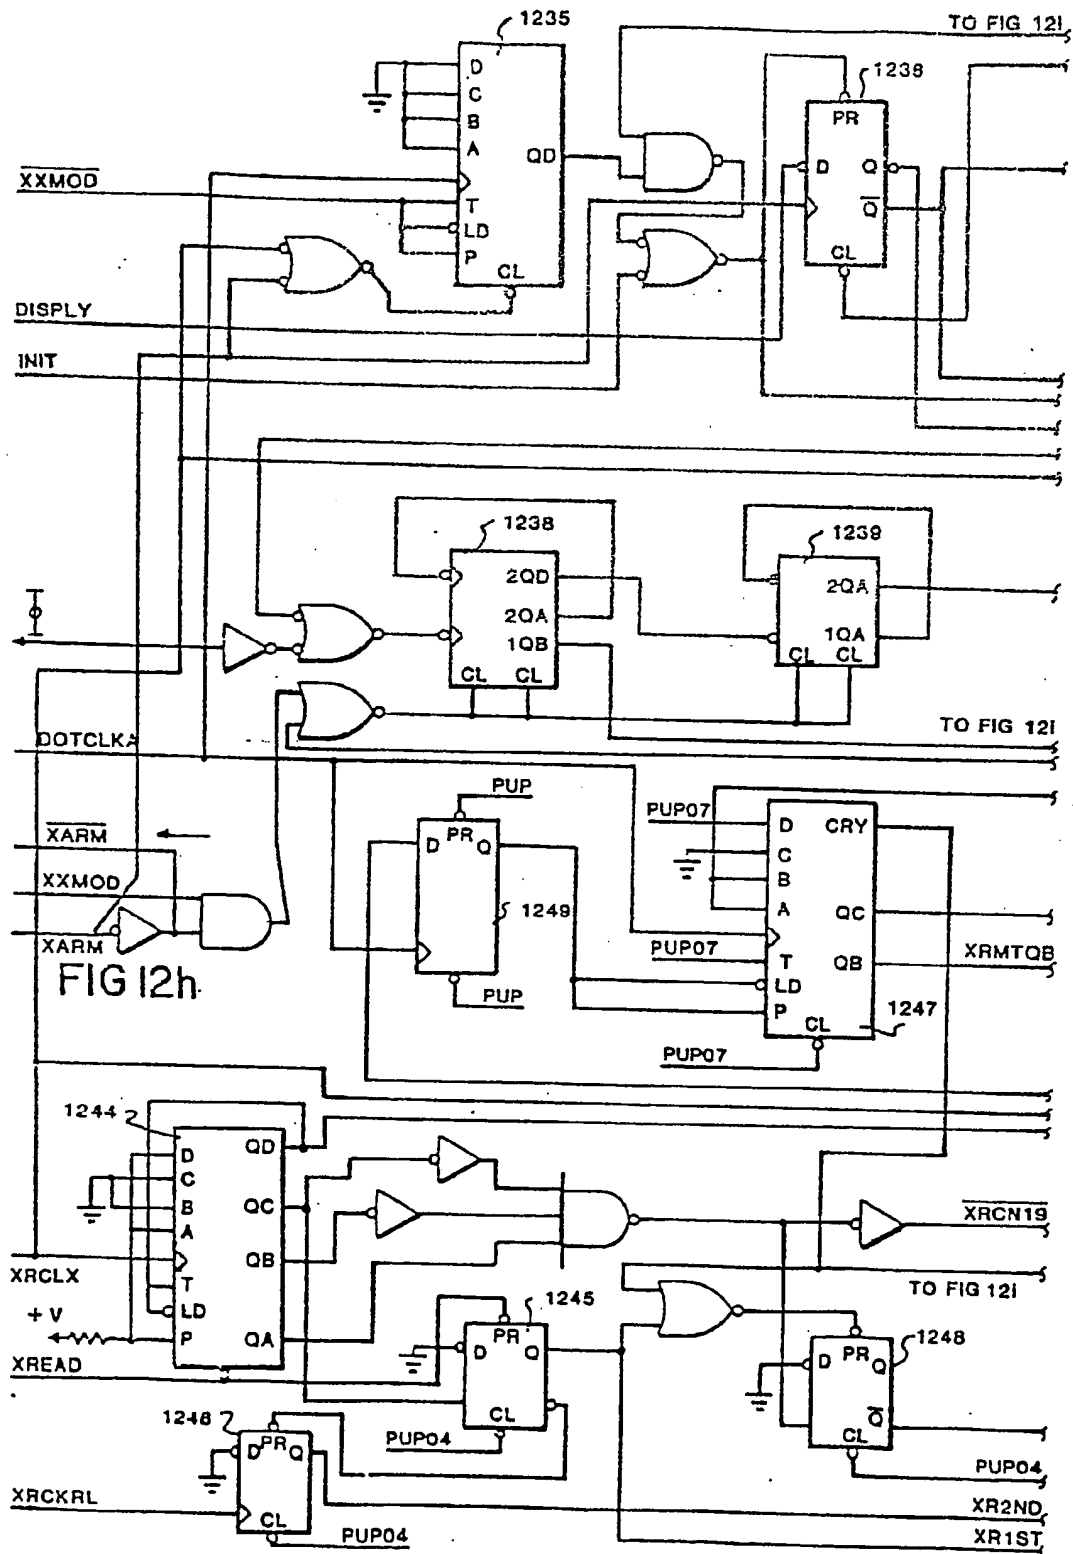 1235
TO FIG 12I
1236
D
C
B
A
QD
PR
D
Q
Q
CL
XXMOD
T
LD
P
CL
DISPLY
INIT
1238
1239
2QD
2QA
1QB
CL
CL
2QA
1QA
CL
CL
Φ
TO FIG 12I
DOTCLKA
PUP
PUP07
D
PR
Q
D
CRY
C
B
A
QC
XARM
XXMOD
1249
XARM
PUP07
T
QB
XRMTQB
FIG 12h
PUP
LD
P
1247
CL
PUP07
1244
D
QD
C
B
QC
A
QB
XRCLX
T
LD
+V
P
QA
XRCN19
TO FIG 12I
XREAD
1245
PR
D
Q
CL
1248
D
PR
Q
Q
CL
PUP04
1246
PUP04
D
PR
Q
CL
XRCKRL
PUP04
XR2ND
XR1ST